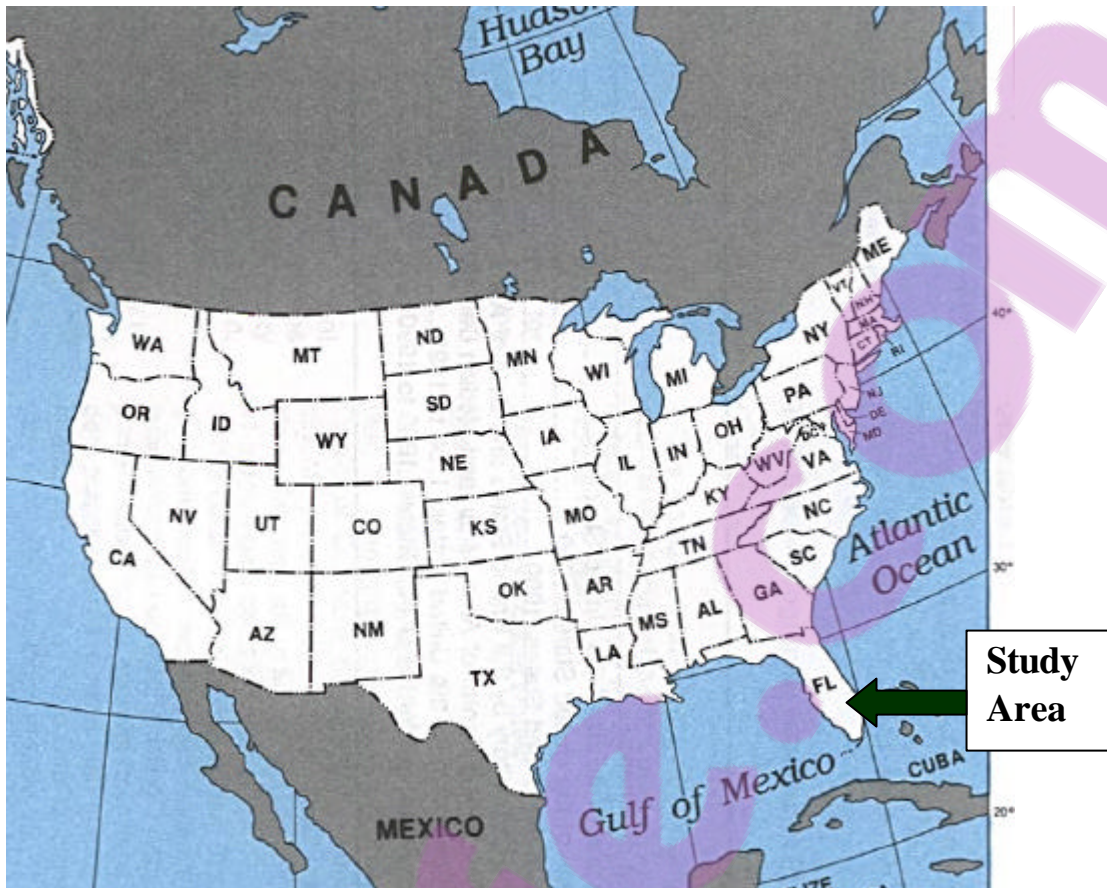 Hudson
Bay
CANADA
ME
VT
NH
MA
CT
RI
NY
40°
WA
MT
ND
MN
WI
MI
PA
NJ
DE
MD
OR
ID
WY
SD
IA
IL
IN
OH
WV
VA
NE
NV
UT
CO
KS
MO
KY
NC
CA
AZ
NM
OK
AR
TN
SC
Atlantic
Ocean
30°
TX
LA
MS
AL
GA
FL
Study
Area
Gulf of Mexico
CUBA
20°
MEXICO